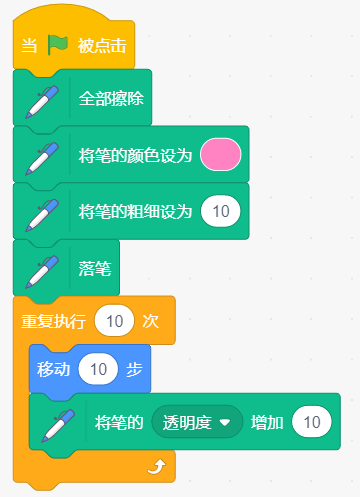 当 被点击
全部擦除
将笔的颜色设为
将笔的粗细设为 10
落笔
重复执行 10 次
移动 10 步
将笔的 透明度 增加 10